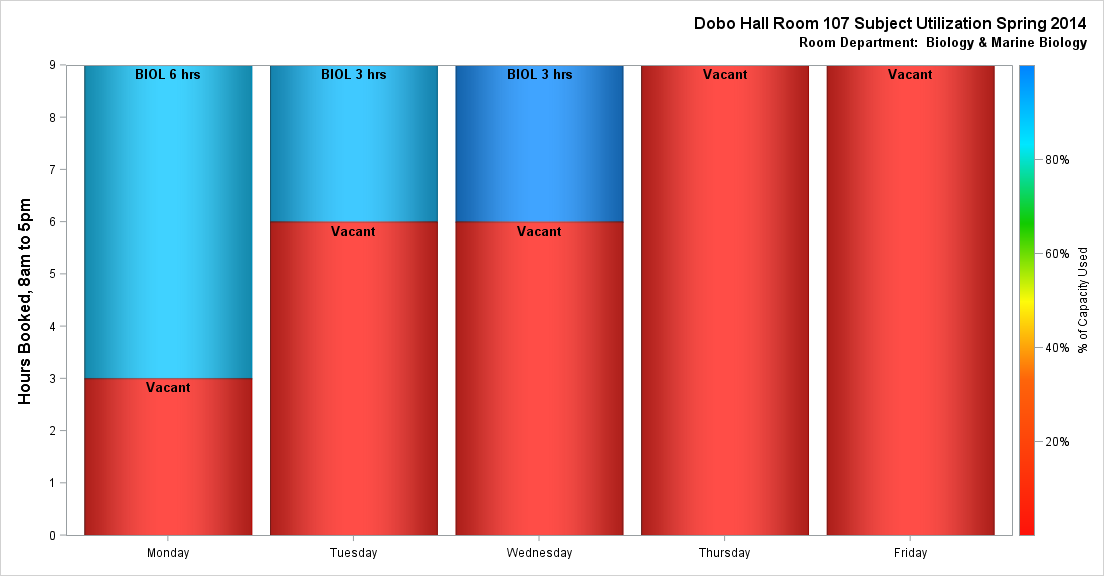 Dobo Hall Room 107 Subject Utilization Spring 2014
Room Department:  Biology & Marine Biology
Hours Booked, 8am to 5pm
9
8
7
6
5
4
3
2
1
0
BIOL 6 hrs
Vacant
BIOL 3 hrs
Vacant
BIOL 3 hrs
Vacant
Vacant
Vacant
Monday
Tuesday
Wednesday
Thursday
Friday
80%
60%
40%
20%
% of Capacity Used